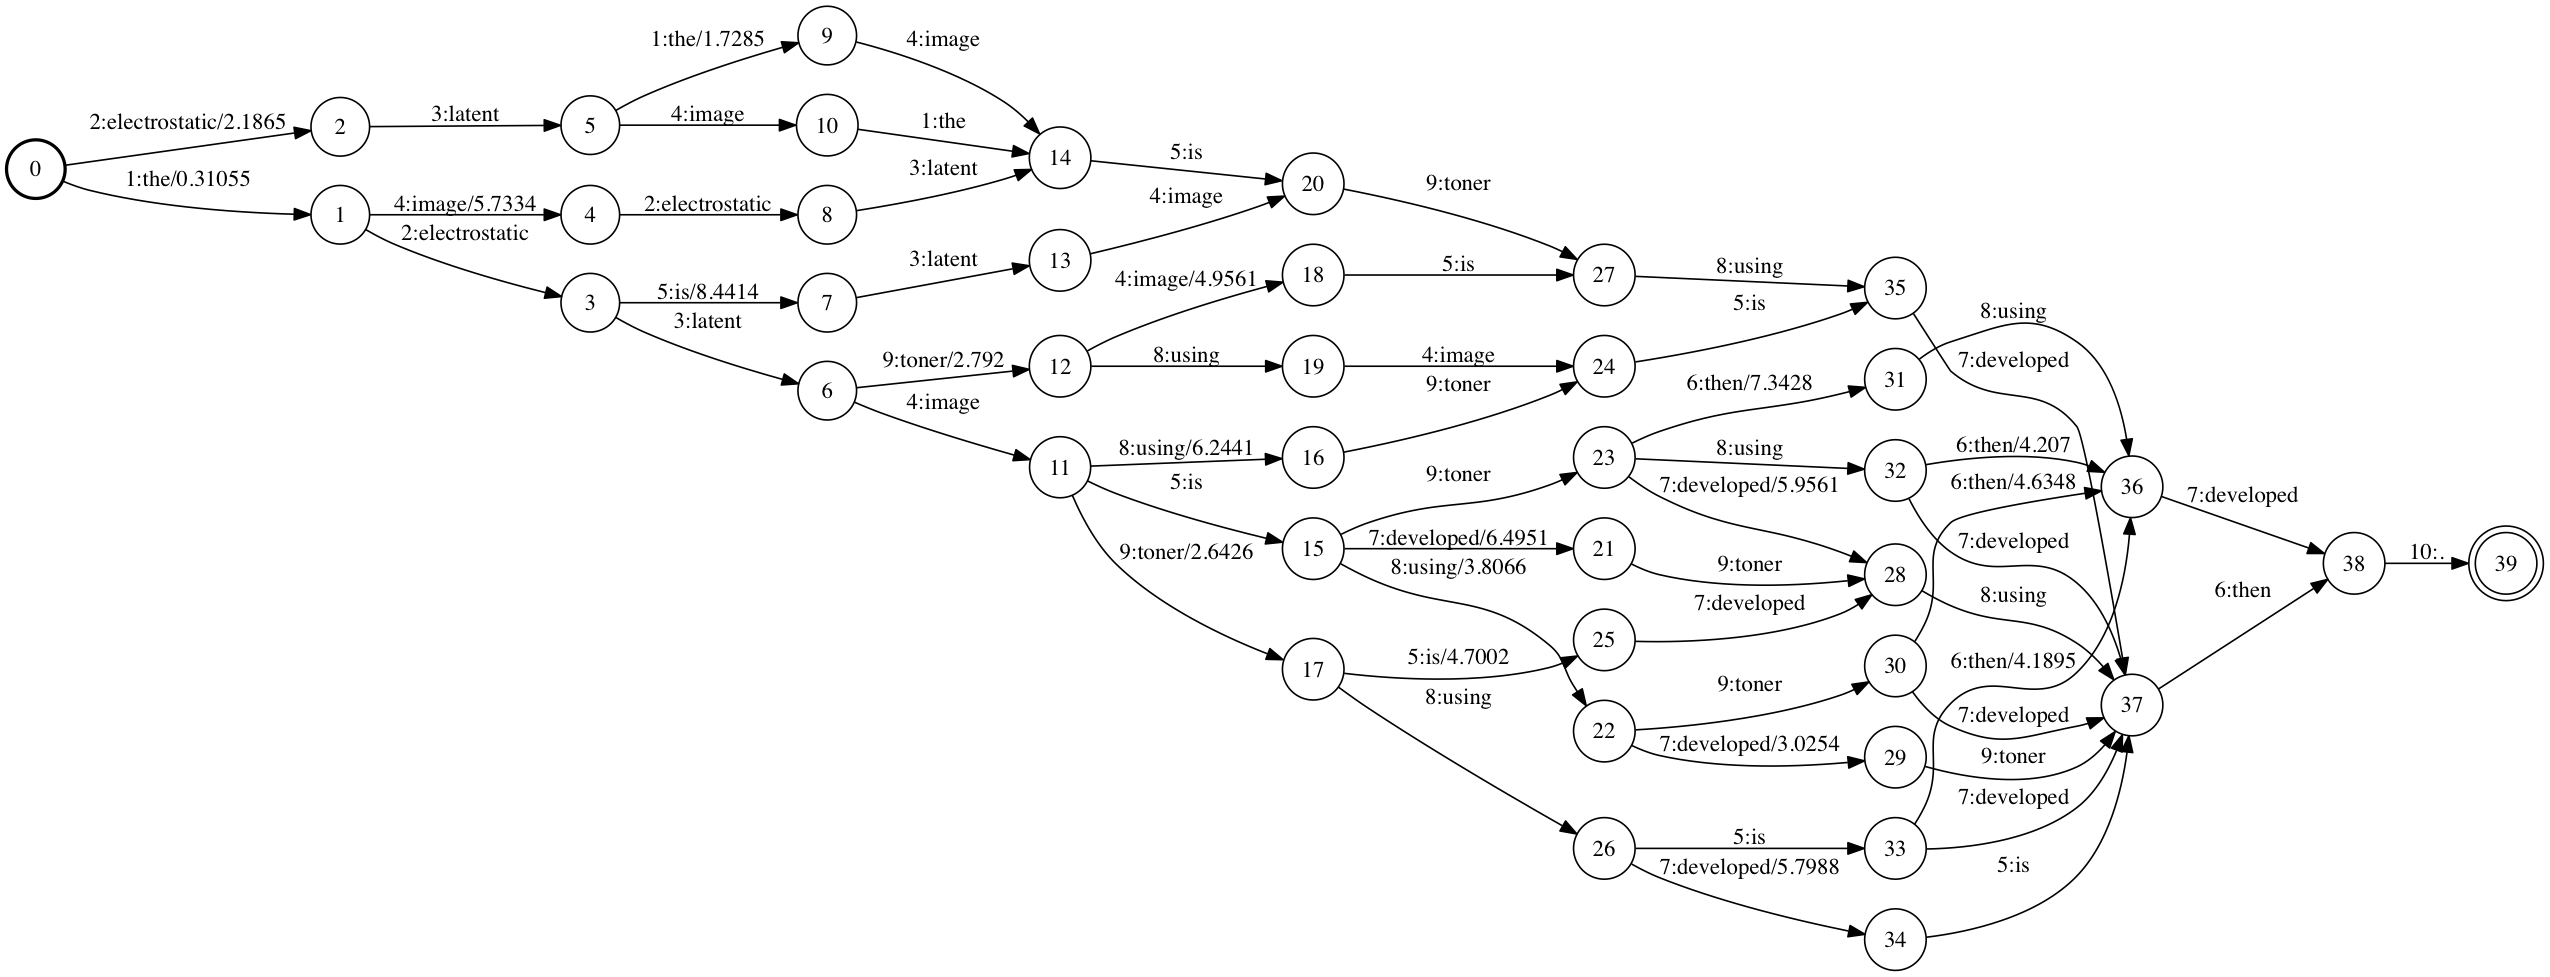 0
2:electrostatic/2.1865
1:the/0.31055
2
1
3:latent
4:image/5.7334
2:electrostatic
5
4
3
1:the/1.7285
4:image
2:electrostatic
5:is/8.4414
3:latent
9
10
8
7
6
4:image
1:the
3:latent
3:latent
9:toner/2.792
4:image
14
13
12
11
5:is
4:image
4:image/4.9561
8:using
8:using/6.2441
5:is
9:toner/2.6426
20
18
19
16
15
17
9:toner
5:is
4:image
9:toner
9:toner
7:developed/6.4951
8:using/3.8066
5:is/4.7002
8:using
27
24
23
21
25
22
26
8:using
5:is
6:then/7.3428
8:using
7:developed/5.9561
9:toner
7:developed
9:toner
7:developed/3.0254
5:is
7:developed/5.7988
35
31
32
28
30
29
33
34
8:using
7:developed
6:then/4.207
6:then/4.6348
7:developed
8:using
6:then/4.1895
7:developed
9:toner
7:developed
5:is
36
37
7:developed
6:then
38
10:.
39